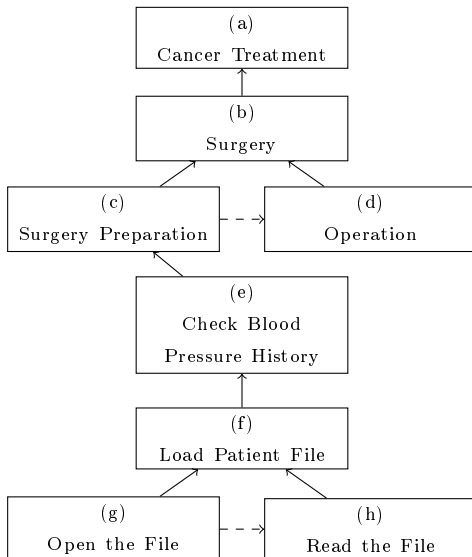 (a)
Cancer Treatment
(b)
Surgery
(c)
Surgery Preparation
(d)
Operation
(e)
Check Blood
Pressure History
(f)
Load Patient File
(g)
Open the File
(h)
Read the File